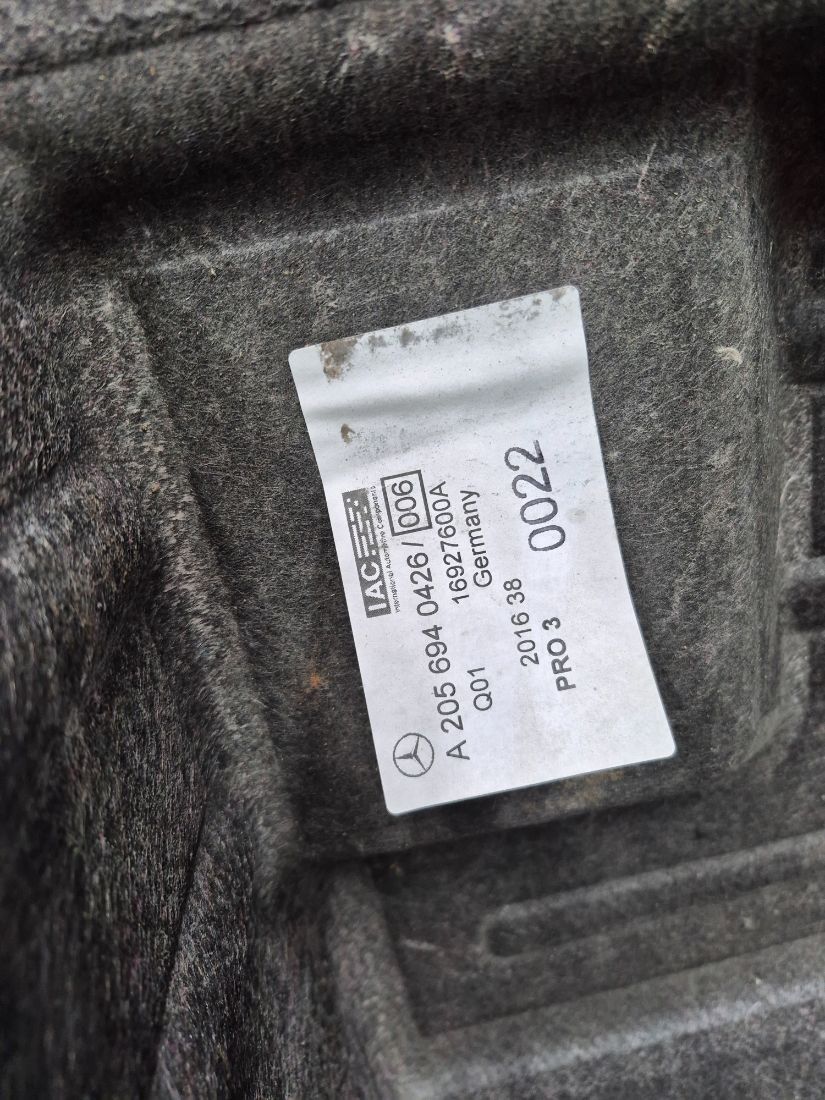 IAC
International Automotive Components
A 205 694 0426 / 006
Q01 16927600A
Germany
2016 38
PRO 3 0022